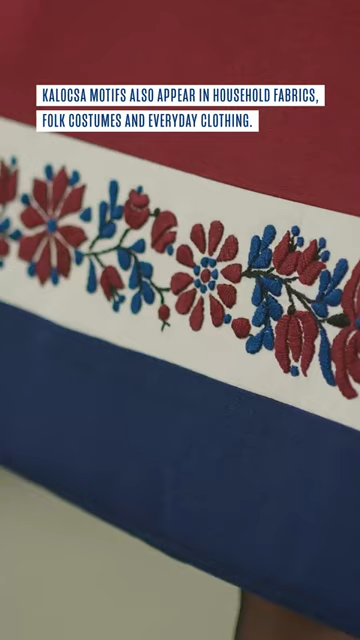 KALOCSA MOTIFS ALSO APPEAR IN HOUSEHOLD FABRICS,
FOLK COSTUMES AND EVERYDAY CLOTHING.